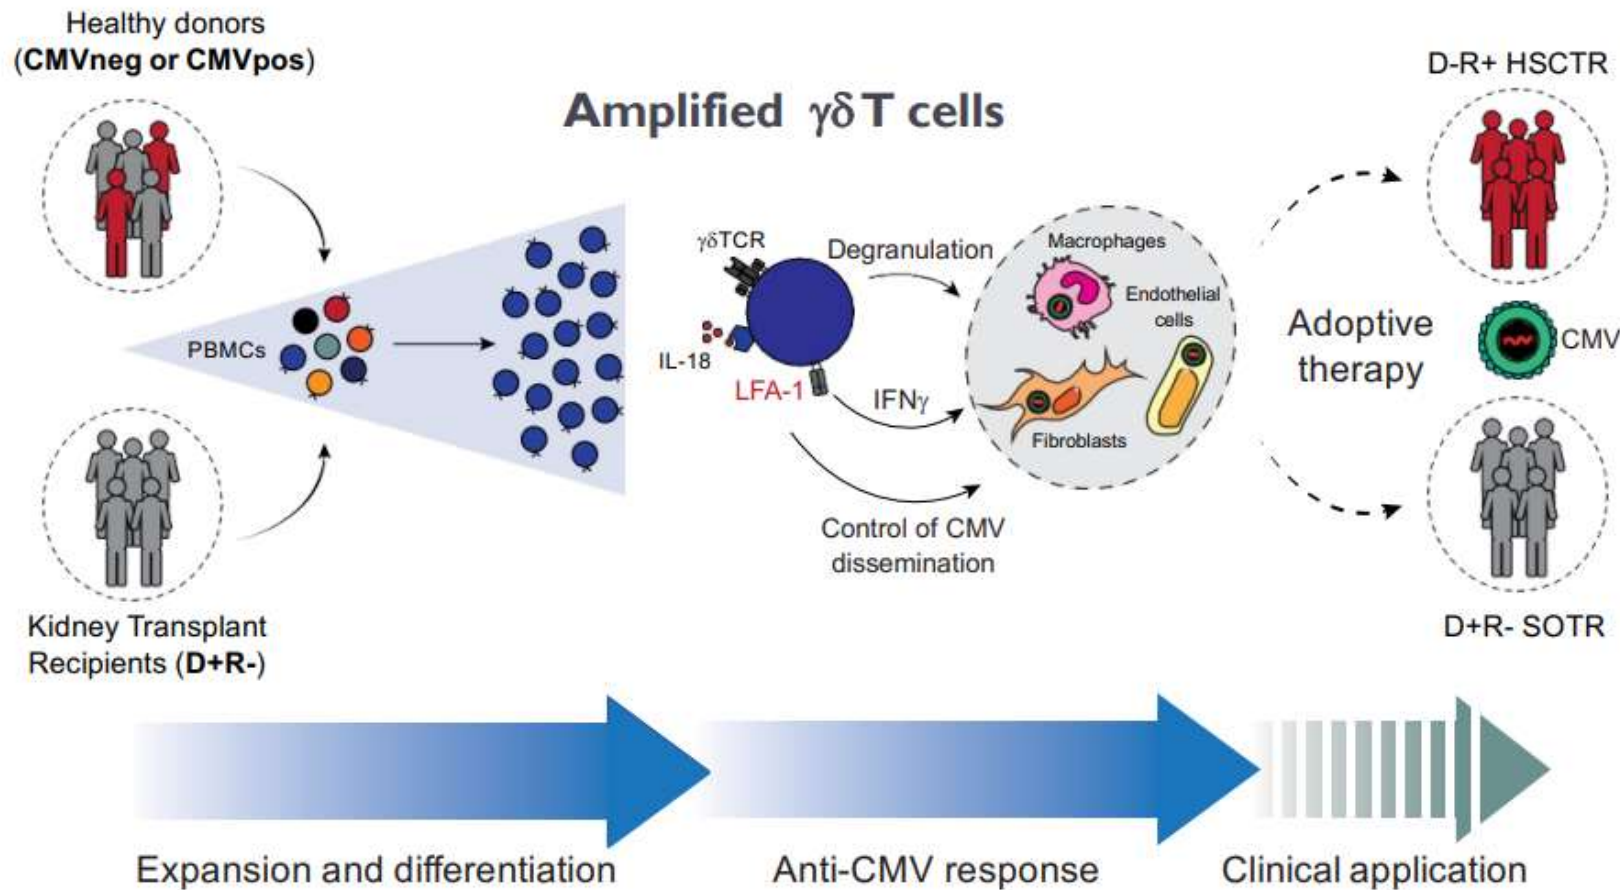 Healthy donors
(CMVneg or CMVpos)
Amplified γδ T cells
D-R+ HSCTR
γδTCR
Degranulation
Macrophages
Endothelial
cells
PBMCs
IL-18
LFA-1
IFNγ
Fibroblasts
Adoptive
therapy
CMV
Control of CMV
dissemination
Kidney Transplant
Recipients (D+R-)
D+R- SOTR
Expansion and differentiation
Anti-CMV response
Clinical application